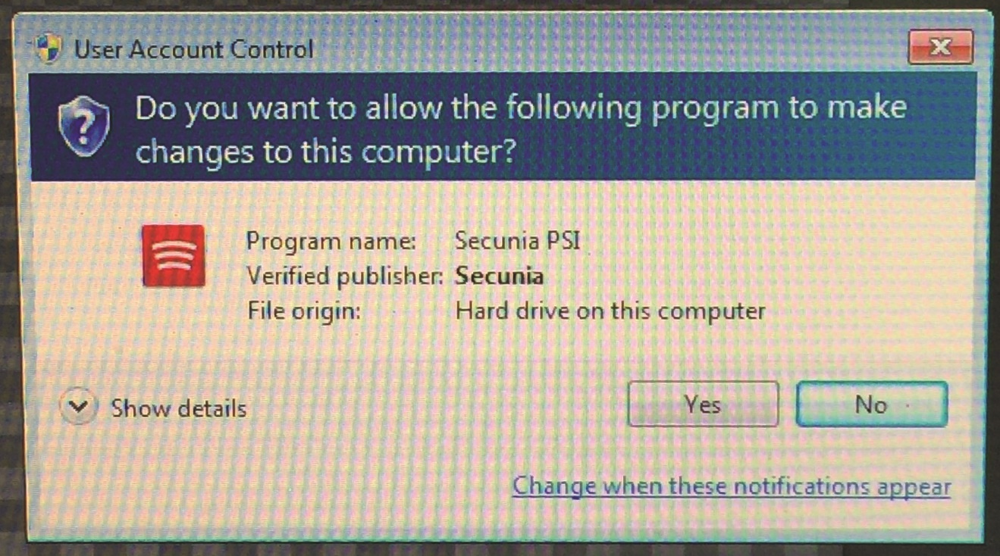 User Account Control
Do you want to allow the following program to make
changes to this computer?
Program name: Secunia PSI
Verified publisher: Secunia
File origin: Hard drive on this computer
Show details
Yes
No
Change when these notifications appear